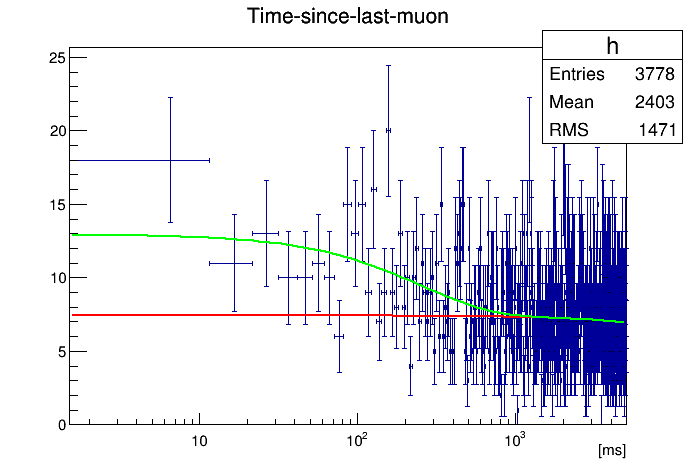 Time-since-last-muon
h
Entries 3778
Mean 2403
RMS 1471
25
20
15
10
5
0
10 10² 10³
[ms]